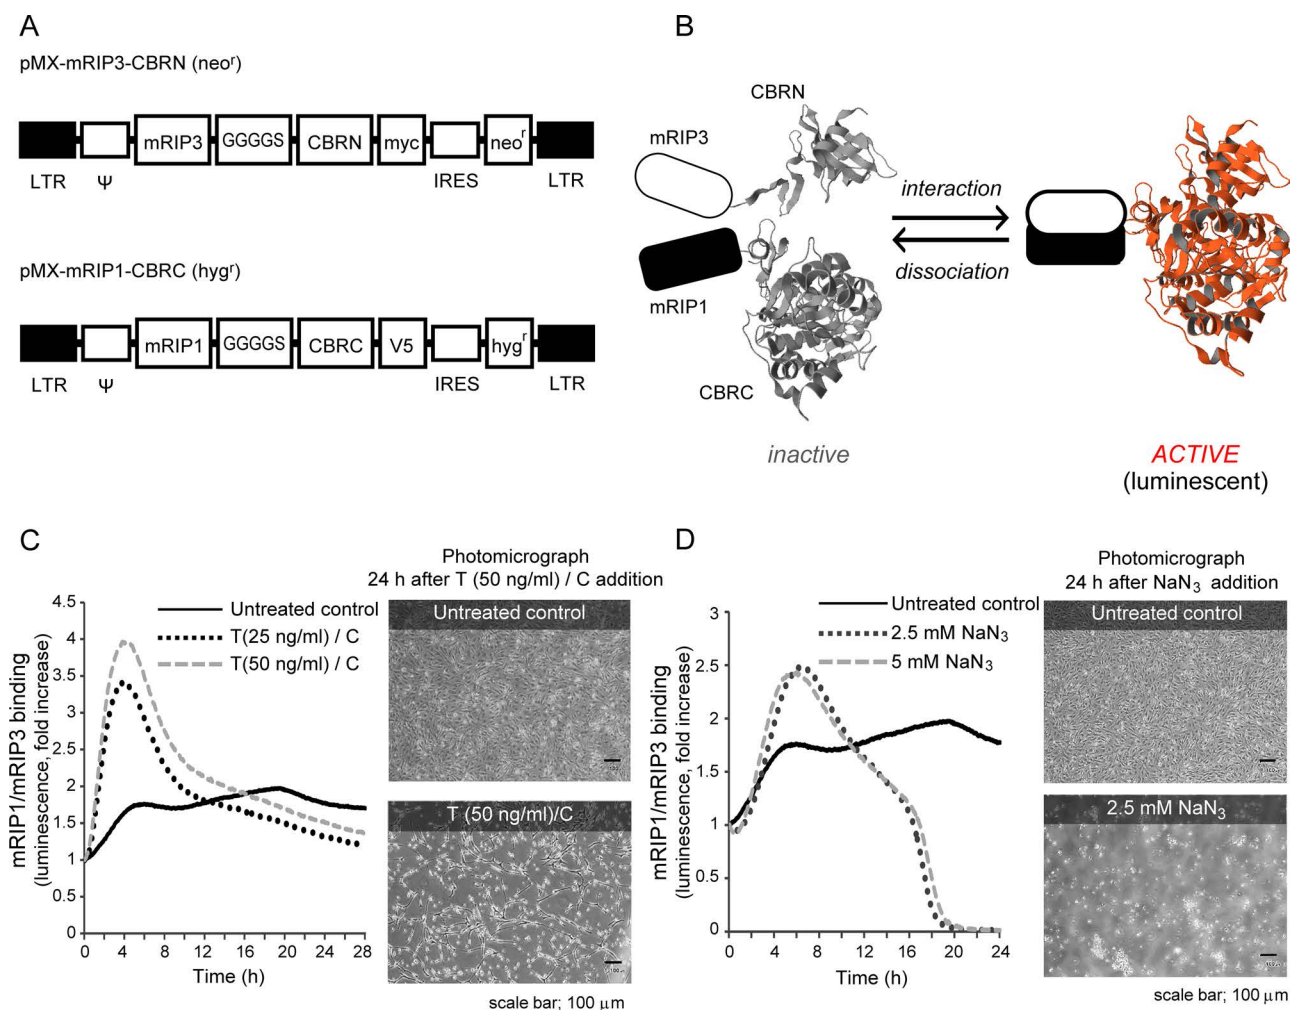 A
pMX-mRIP3-CBRN (neoʳ)
mRIP3 GGGGS CBRN myc neoʳ
LTR Ψ IRES LTR
pMX-mRIP1-CBRC (hygʳ)
mRIP1 GGGGS CBRC V5 hygʳ
LTR Ψ IRES LTR
B
CBRN
mRIP3
mRIP1
CBRC
interaction
dissociation
inactive
ACTIVE
(luminescent)
C
mRIP1/mRIP3 binding
(luminescence, fold increase)
4.5
4
3.5
3
2.5
2
1.5
1
0.5
0
0 4 8 12 16 20 24 28
Time (h)
Untreated control
T(25 ng/ml) / C
T(50 ng/ml) / C
Photomicrograph
24 h after T (50 ng/ml) / C addition
Untreated control
T (50 ng/ml)/C
scale bar; 100 μm
D
mRIP1/mRIP3 binding
(luminescence, fold increase)
3
2.5
2
1.5
1
0.5
0
0 4 8 12 16 20 24
Time (h)
Untreated control
2.5 mM NaN₃
5 mM NaN₃
Photomicrograph
24 h after NaN₃ addition
Untreated control
2.5 mM NaN₃
scale bar; 100 μm